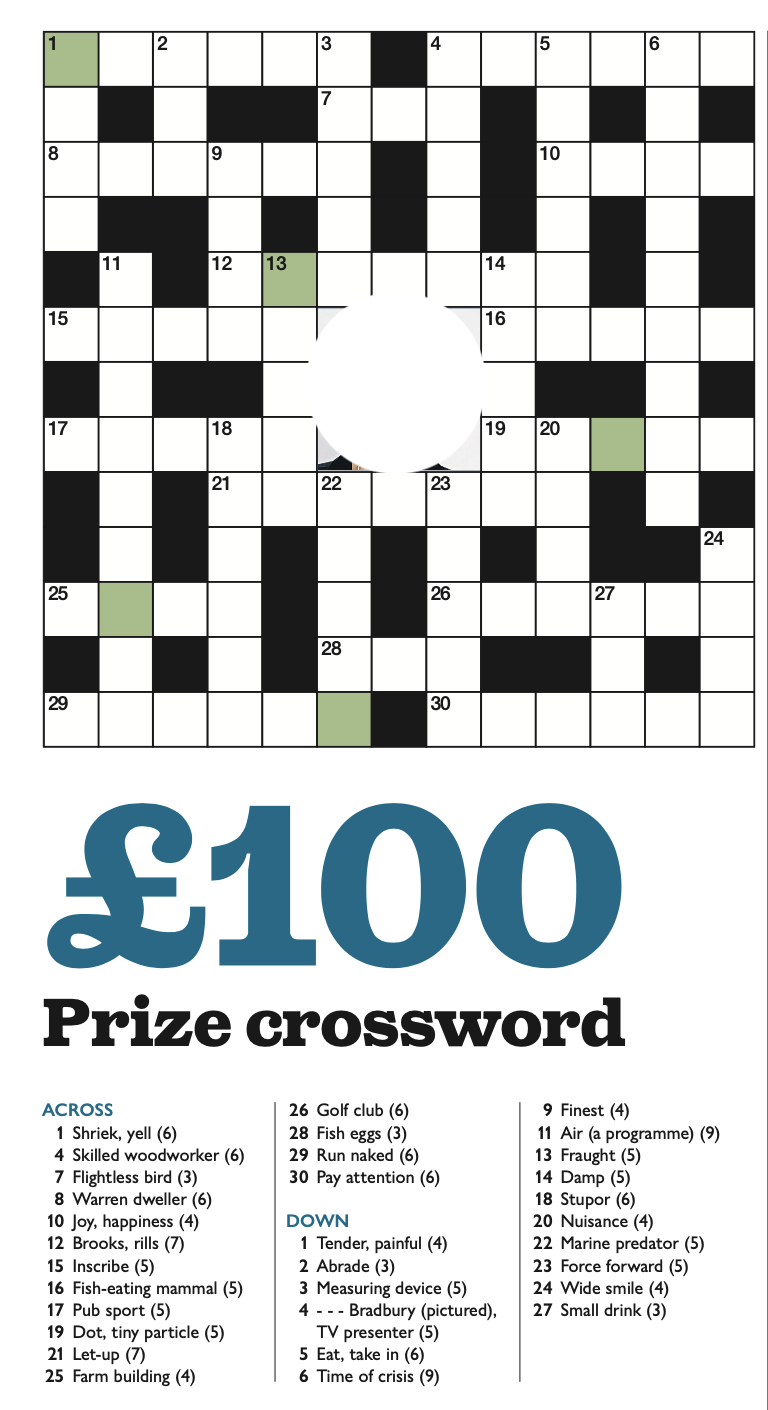 1 2 3 4 5 6
7
8 9 10
11 12 13 14
15 16
17 18 19 20
21 22 23
24
25 26 27
28
29 30
£100
Prize crossword
ACROSS
1 Shriek, yell (6)
4 Skilled woodworker (6)
7 Flightless bird (3)
8 Warren dweller (6)
10 Joy, happiness (4)
12 Brooks, rills (7)
15 Inscribe (5)
16 Fish-eating mammal (5)
17 Pub sport (5)
19 Dot, tiny particle (5)
21 Let-up (7)
25 Farm building (4)
26 Golf club (6)
28 Fish eggs (3)
29 Run naked (6)
30 Pay attention (6)
DOWN
1 Tender, painful (4)
2 Abrade (3)
3 Measuring device (5)
4 - - - Bradbury (pictured),
TV presenter (5)
5 Eat, take in (6)
6 Time of crisis (9)
9 Finest (4)
11 Air (a programme) (9)
13 Fraught (5)
14 Damp (5)
18 Stupor (6)
20 Nuisance (4)
22 Marine predator (5)
23 Force forward (5)
24 Wide smile (4)
27 Small drink (3)